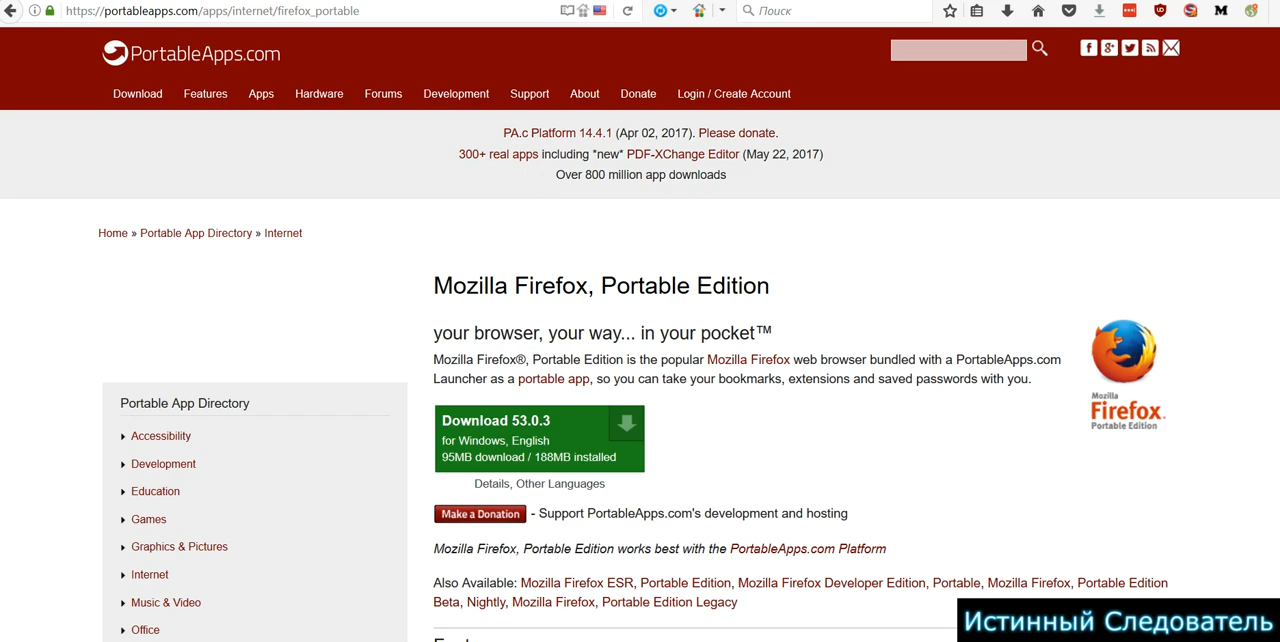 https://portableapps.com/apps/internet/firefox_portable
Поиск
PortableApps.com
Download Features Apps Hardware Forums Development Support About Donate Login / Create Account
PA.c Platform 14.4.1 (Apr 02, 2017). Please donate.
300+ real apps including *new* PDF-XChange Editor (May 22, 2017)
Over 800 million app downloads
Home » Portable App Directory » Internet
Mozilla Firefox, Portable Edition
your browser, your way... in your pocket™
Mozilla Firefox®, Portable Edition is the popular Mozilla Firefox web browser bundled with a PortableApps.com
Launcher as a portable app, so you can take your bookmarks, extensions and saved passwords with you.
Mozilla
Firefox.
Portable Edition
Download 53.0.3
for Windows, English
95MB download / 188MB installed
Details, Other Languages
Make a Donation - Support PortableApps.com's development and hosting
Mozilla Firefox, Portable Edition works best with the PortableApps.com Platform
Also Available: Mozilla Firefox ESR, Portable Edition, Mozilla Firefox Developer Edition, Portable, Mozilla Firefox, Portable Edition
Beta, Nightly, Mozilla Firefox, Portable Edition Legacy
Portable App Directory
Accessibility
Development
Education
Games
Graphics & Pictures
Internet
Music & Video
Office
Истинный Следователь